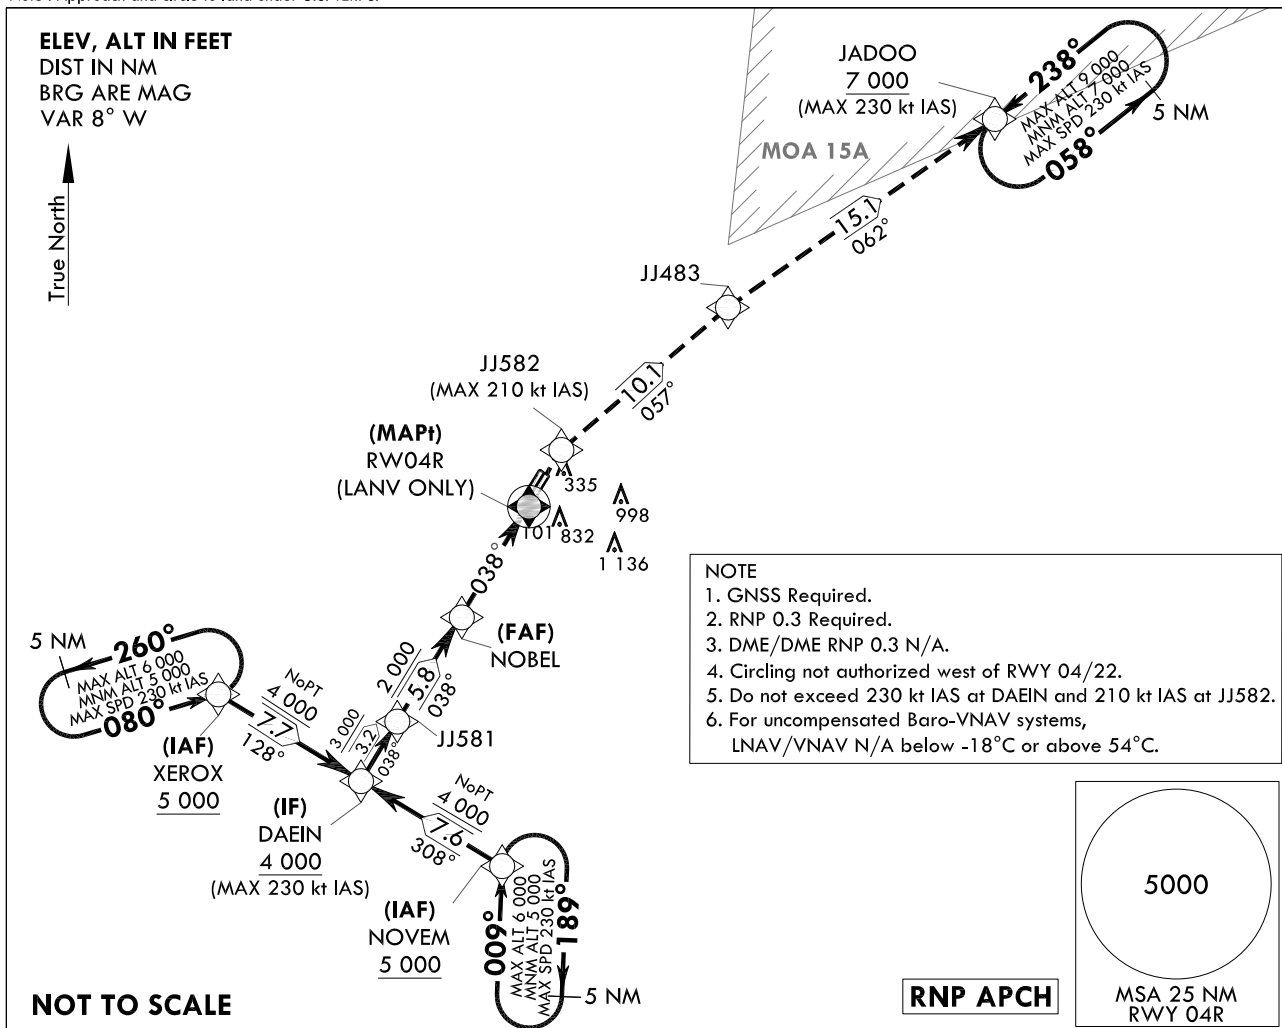 ELEV, ALT IN FEET
DIST IN NM
BRG ARE MAG
VAR 8° W
True North
JADOO
7 000
(MAX 230 kt IAS)
238°
MAX ALT 9 000
MNM ALT 7 000
MAX SPD 230 kt IAS
058°
5 NM
MOA 15A
15.1
062°
JJ483
10.1
057°
JJ582
(MAX 210 kt IAS)
(MAPt)
RW04R
(LANV ONLY)
335
998
101
832
1 136
038°
(FAF)
NOBEL
2 000
5.8
038°
JJ581
3 000
3.2
038°
5 NM
260°
MAX ALT 6 000
MNM ALT 5 000
MAX SPD 230 kt IAS
080°
(IAF)
XEROX
5 000
NoPT
4 000
7.7
128°
(IF)
DAEIN
4 000
(MAX 230 kt IAS)
NoPT
4 000
7.6
308°
(IAF)
NOVEM
5 000
009°
MAX ALT 6 000
MNM ALT 5 000
MAX SPD 230 kt IAS
189°
5 NM
NOTE
1. GNSS Required.
2. RNP 0.3 Required.
3. DME/DME RNP 0.3 N/A.
4. Circling not authorized west of RWY 04/22.
5. Do not exceed 230 kt IAS at DAEIN and 210 kt IAS at JJ582.
6. For uncompensated Baro-VNAV systems,
LNAV/VNAV N/A below -18°C or above 54°C.
5000
MSA 25 NM
RWY 04R
RNP APCH
NOT TO SCALE